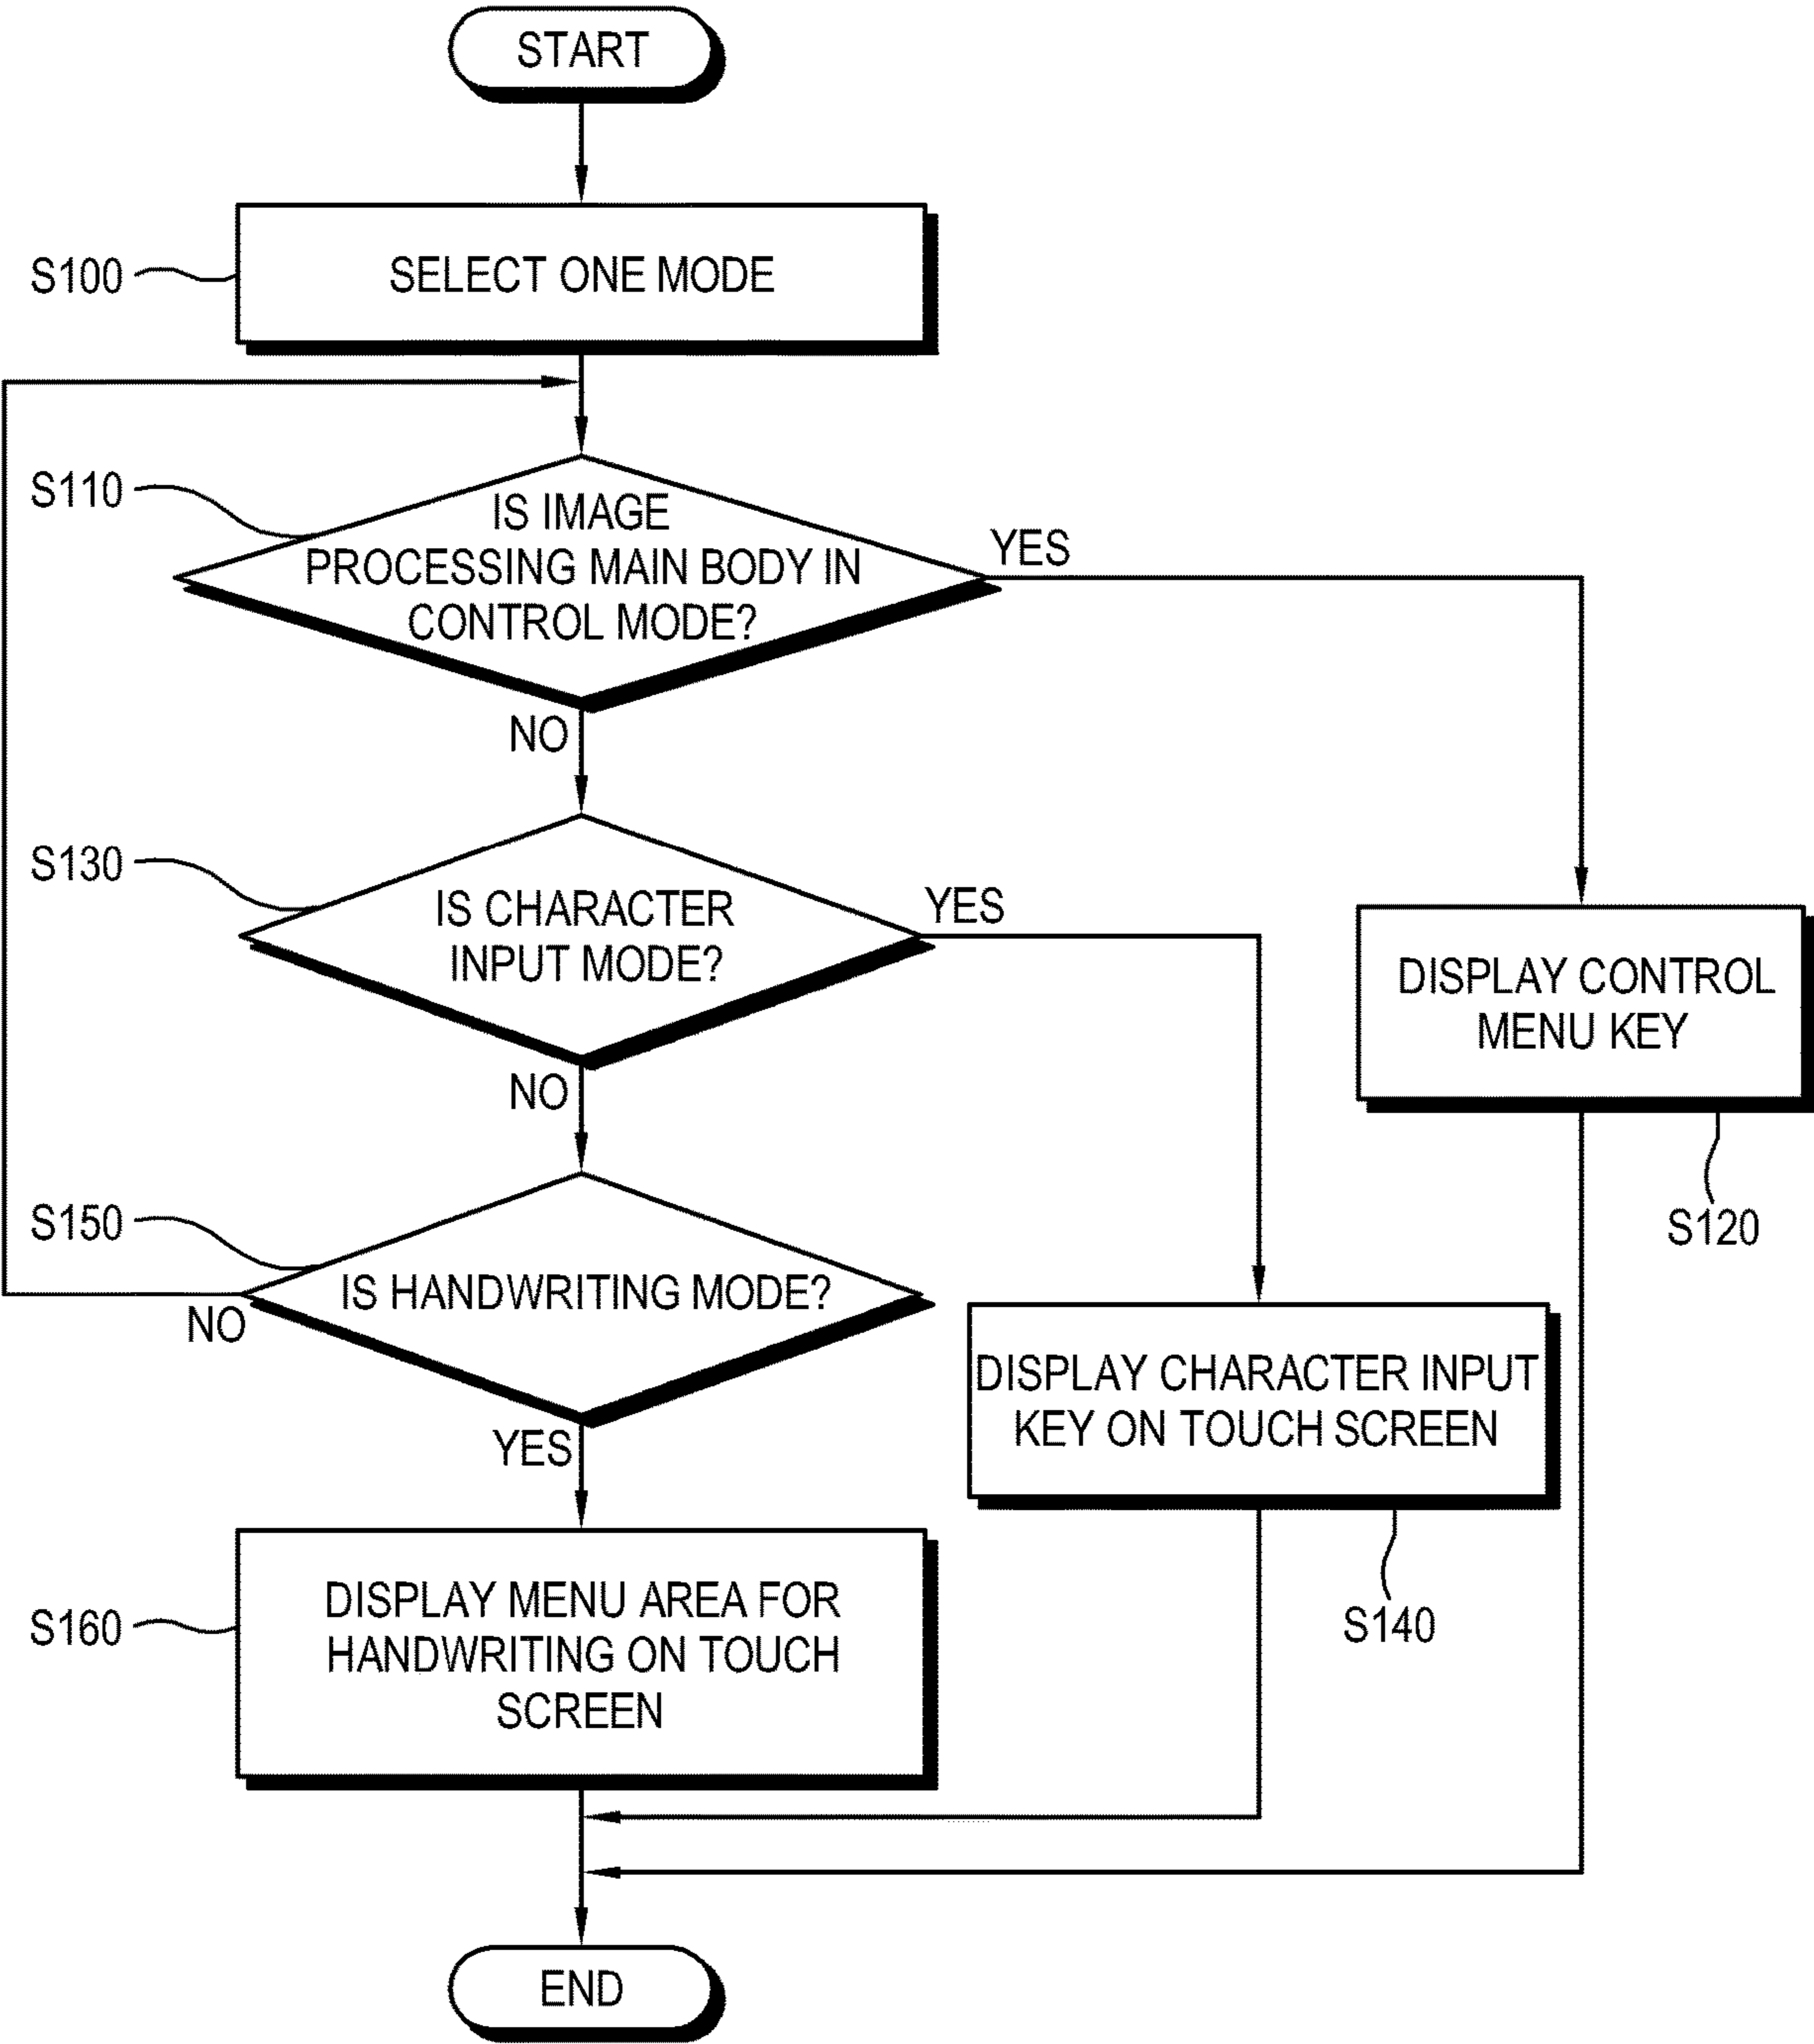 START
S100
SELECT ONE MODE
S110
IS IMAGE
PROCESSING MAIN BODY IN
CONTROL MODE?
YES
NO
S130
IS CHARACTER
INPUT MODE?
YES
NO
DISPLAY CONTROL
MENU KEY
S120
S150
IS HANDWRITING MODE?
NO
YES
DISPLAY CHARACTER INPUT
KEY ON TOUCH SCREEN
S140
S160
DISPLAY MENU AREA FOR
HANDWRITING ON TOUCH
SCREEN
END